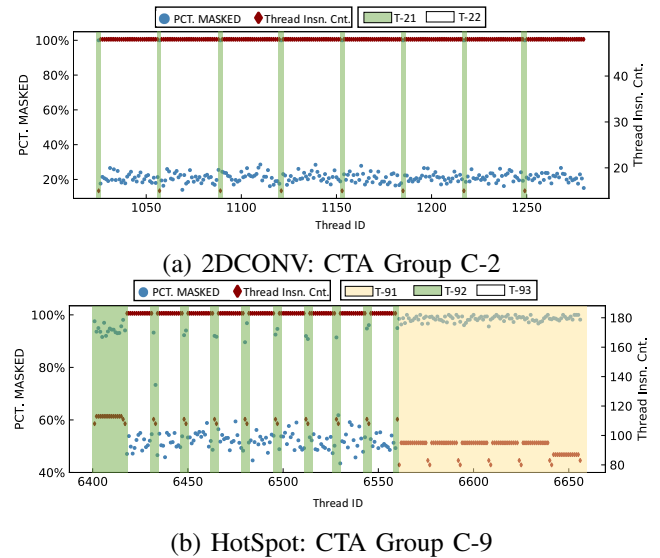 PCT. MASKED Thread Insn. Cnt. T-21 T-22
100%
80%
60%
40%
20%
PCT. MASKED
40
30
20
Thread Insn. Cnt.
1050 1100 1150 1200 1250
Thread ID
(a) 2DCONV: CTA Group C-2
PCT. MASKED Thread Insn. Cnt. T-91 T-92 T-93
100%
80%
60%
40%
PCT. MASKED
180
160
140
120
100
80
Thread Insn. Cnt.
6400 6450 6500 6550 6600 6650
Thread ID
(b) HotSpot: CTA Group C-9